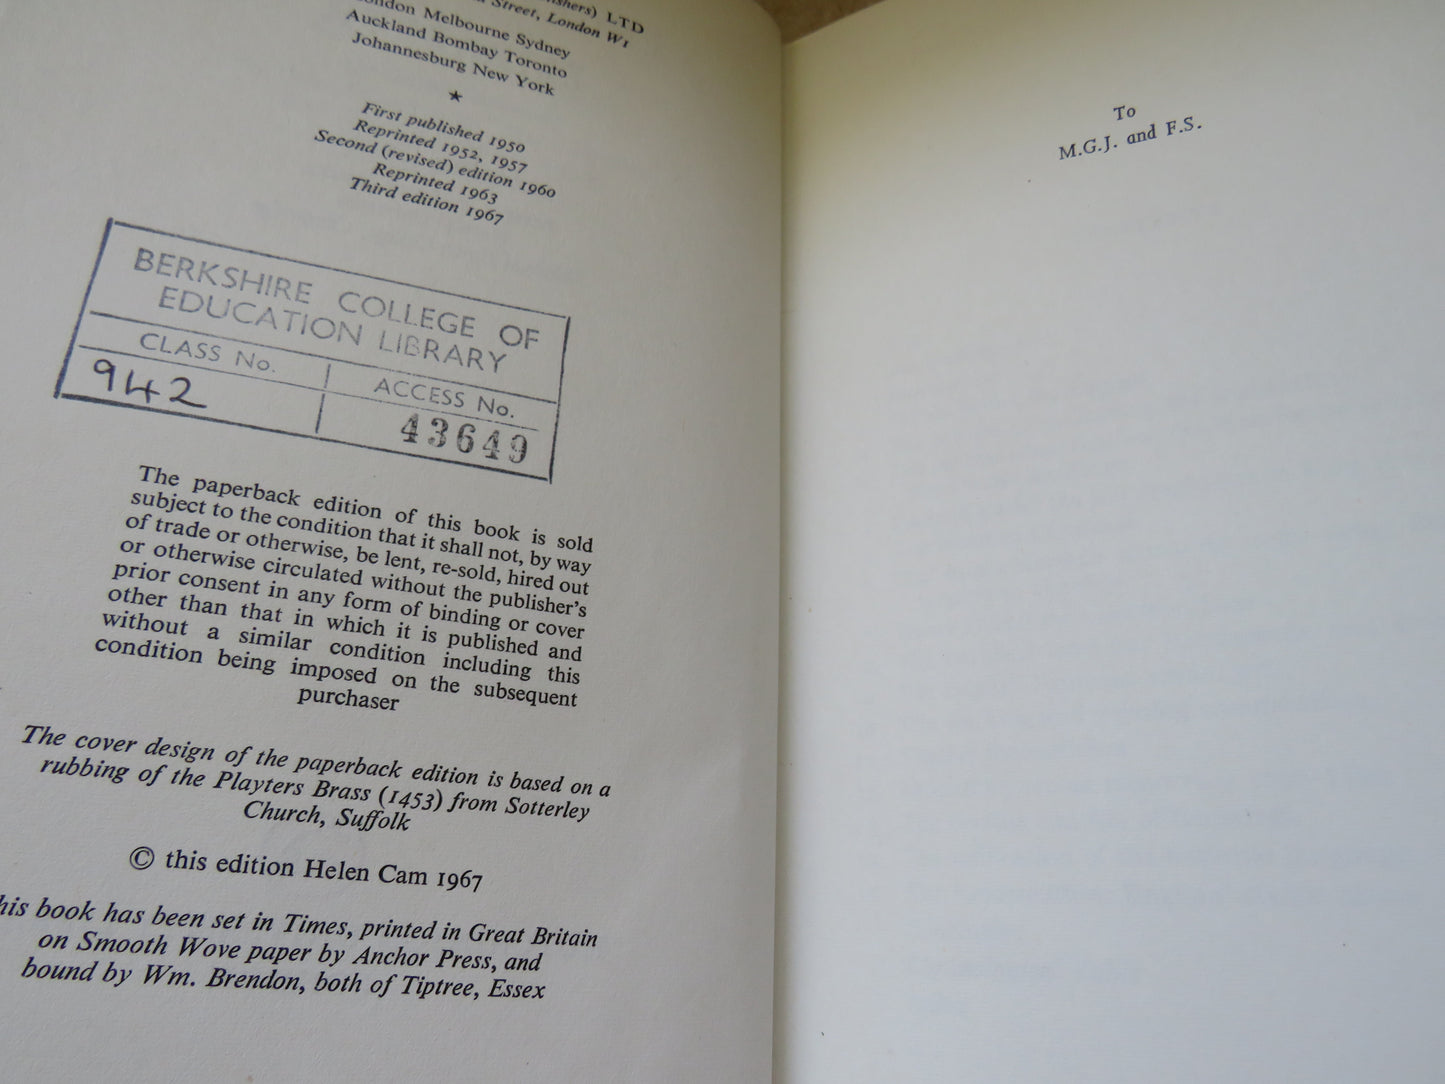 LTD
Street, London W1
London Melbourne Sydney
Auckland Bombay Toronto
Johannesburg New York
★
First published 1950
Reprinted 1952, 1957
Second (revised) edition 1960
Reprinted 1963
Third edition 1967
BERKSHIRE COLLEGE OF
EDUCATION LIBRARY
CLASS No.
ACCESS No.
942
43649
The paperback edition of this book is sold
subject to the condition that it shall not, by way
of trade or otherwise, be lent, re-sold, hired out
or otherwise circulated without the publisher's
prior consent in any form of binding or cover
other than that in which it is published and
without a similar condition including this
condition being imposed on the subsequent
purchaser
The cover design of the paperback edition is based on a
rubbing of the Playters Brass (1453) from Sotterley
Church, Suffolk
© this edition Helen Cam 1967
his book has been set in Times, printed in Great Britain
on Smooth Wove paper by Anchor Press, and
bound by Wm. Brendon, both of Tiptree, Essex
To
M.G.J. and F.S.